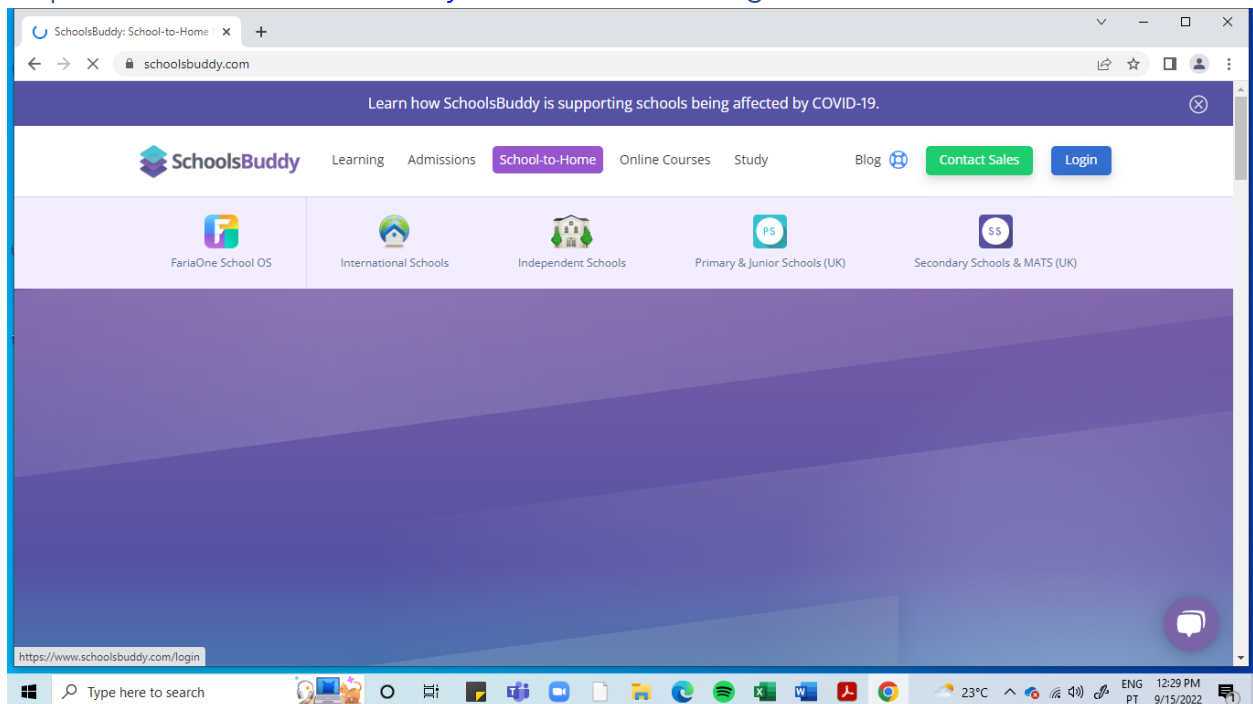 SchoolsBuddy: School-to-Home
schoolsbuddy.com
Learn how SchoolsBuddy is supporting schools being affected by COVID-19.
SchoolsBuddy Learning Admissions School-to-Home Online Courses Study Blog Contact Sales Login
FariaOne School OS International Schools Independent Schools Primary & Junior Schools (UK) Secondary Schools & MATS (UK)
PS SS
https://www.schoolsbuddy.com/login
Type here to search 23°C ENG 12:29 PM
PT 9/15/2022